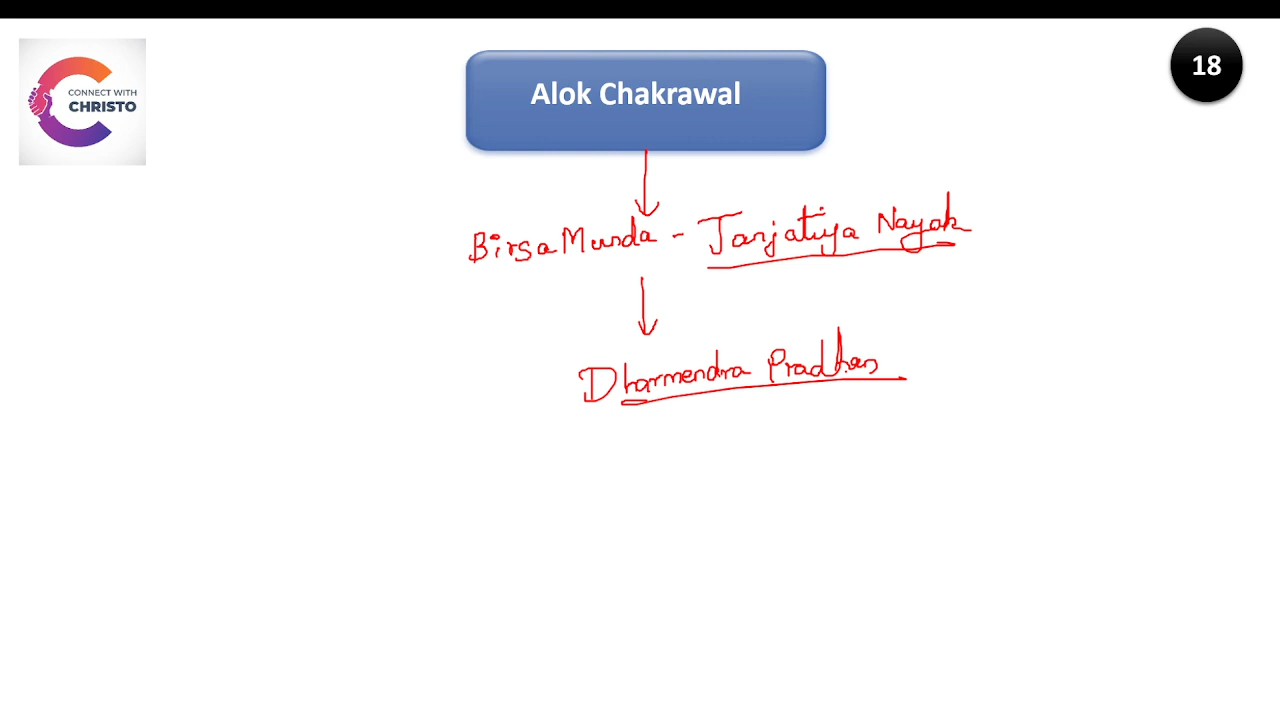 CONNECT WITH
CHRISTO
Alok Chakrawal
18
Birsa Munda - Janjatiya Nayak
Dharmendra Pradhan